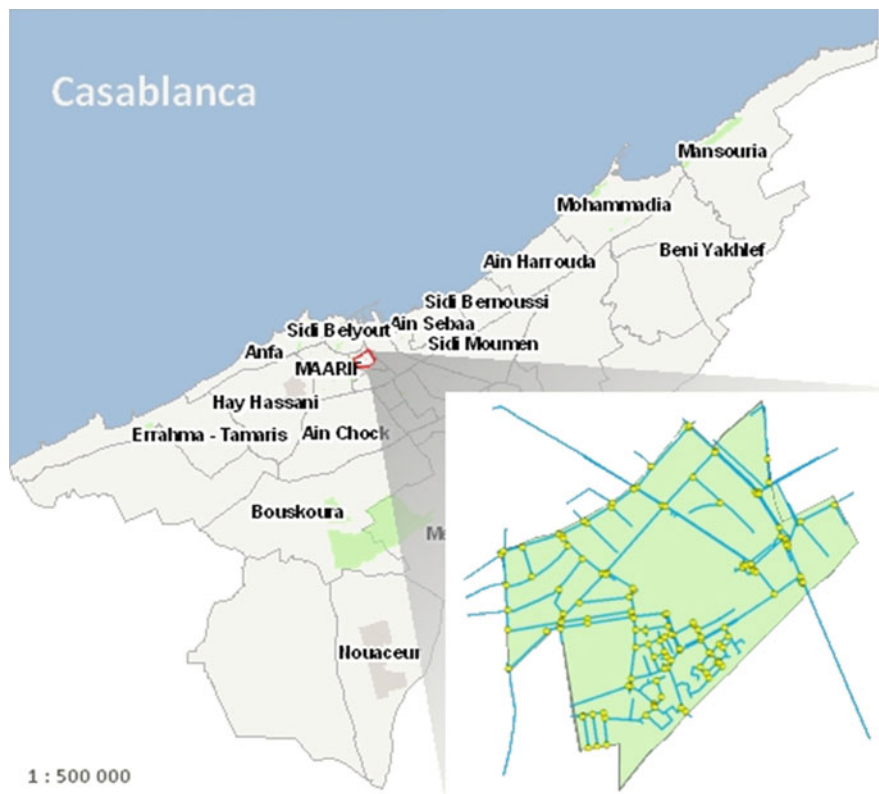 Casablanca
Mansouria
Mohammadia
Beni Yakhlef
Ain Harrouda
Sidi Bernoussi
Sidi Belyout
Ain Sebaa
Sidi Moumen
Anfa
MAARIF
Hay Hassani
Errahma - Tamaris
Ain Chock
Bouskoura
Nouaceur
1 : 500 000